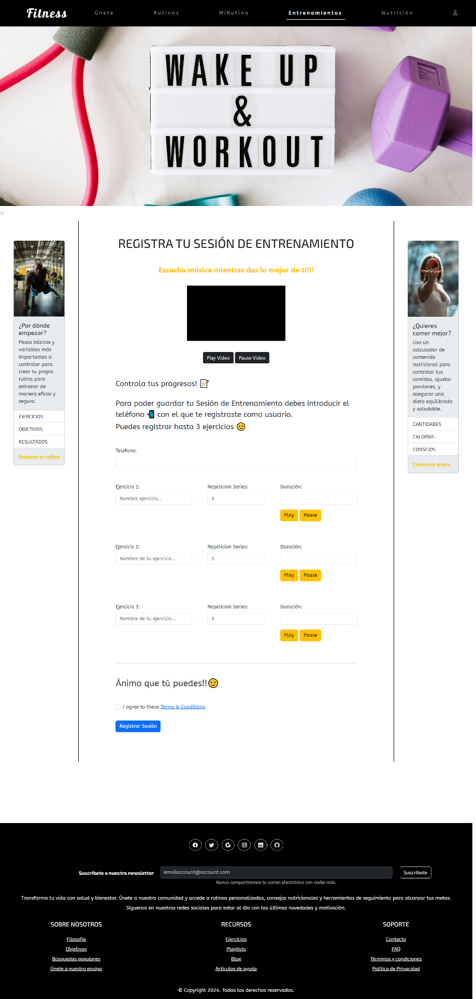 Fitness
Únete
Rutinas
MiRutina
Entrenamientos
Nutrición
WAKE UP
&
WORKOUT
¿Por dónde
empezar?
Pasos básicos y
variables más
importantes a
controlar para
crear tu propia
rutina para
entrenar de
manera eficaz y
segura.
EJERCICIOS
OBJETIVOS
RESULTADOS
Empieza tu rutina
REGISTRA TU SESIÓN DE ENTRENAMIENTO
Escucha música mientras das lo mejor de ti!!!
Play Video
Pause Video
Controla tus progresos! 📝
Para poder guardar tu Sesión de Entrenamiento debes introducir el
teléfono 📲 con el que te registraste como usuario.
Puedes registrar hasta 3 ejercicios 😉
Telefono:
Ejercicio 1:
Repeticion Series:
Duración:
Nombre ejercicio...
3
Play
Pause
Ejercicio 2:
Repeticion Series:
Duración:
Nombre de tu ejercicio...
3
Play
Pause
Ejercicio 3:
Repeticion Series:
Duración:
Nombre de tu ejercicio...
3
Play
Pause
Ánimo que tú puedes!!😉
I agree to these Terms & Conditions
Registrar Sesión
¿Quieres
comer mejor?
Usa un
calculador de
contenido
nutricional para
controlar tus
comidas, ajustar
porciones, y
asegurar una
dieta equilibrada
y saludable.
CANTIDADES
CALORÍAS
CONSEJOS
Comienza ahora
Suscríbete a nuestra newsletter
emailaccount@account.com
Suscríbete
Nunca compartiremos tu correo electrónico con nadie más.
Transforma tu vida con salud y bienestar. Únete a nuestra comunidad y accede a rutinas personalizadas, consejos nutricionales y herramientas de seguimiento para alcanzar tus metas.
Síguenos en nuestras redes sociales para estar al día con las últimas novedades y motivación.
SOBRE NOSOTROS
Filosofía
Objetivos
Búsquedas populares
Únete a nuestro equipo
RECURSOS
Ejercicios
Playlists
Blog
Artículos de ayuda
SOPORTE
Contacto
FAQ
Términos y condiciones
Política de Privacidad
© Copyright 2024. Todos los derechos reservados.